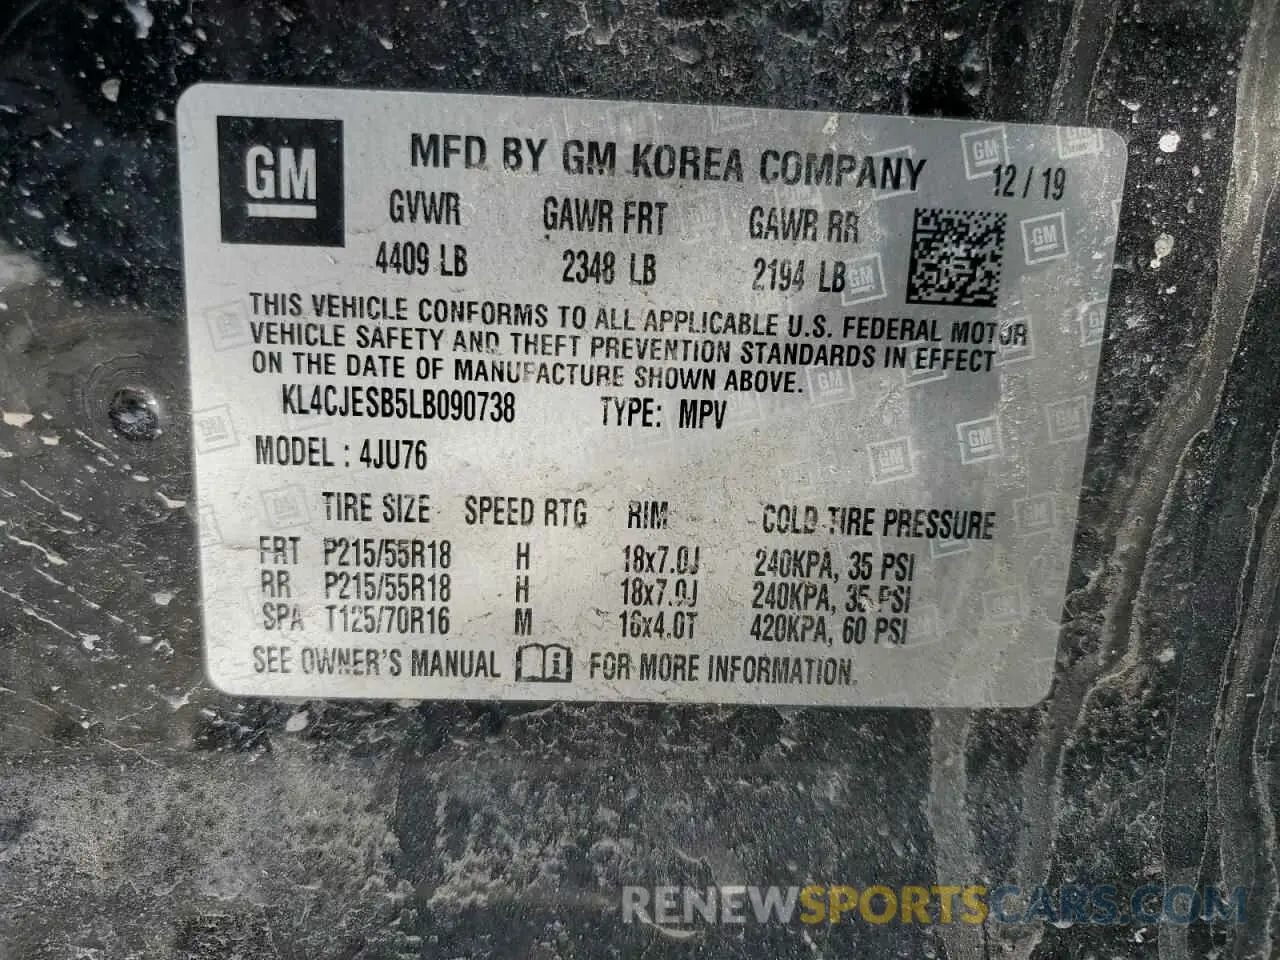 GM
MFD BY GM KOREA COMPANY 12/19
GVWR GAWR FRT GAWR RR
4409 LB 2348 LB 2194 LB
THIS VEHICLE CONFORMS TO ALL APPLICABLE U.S. FEDERAL MOTOR
VEHICLE SAFETY AND THEFT PREVENTION STANDARDS IN EFFECT
ON THE DATE OF MANUFACTURE SHOWN ABOVE.
KL4CJESB5LB090738 TYPE: MPV
MODEL : 4JU76
TIRE SIZE SPEED RTG RIM COLD TIRE PRESSURE
FRT P215/55R18 H 18x7.0J 240KPA, 35 PSI
RR P215/55R18 H 18x7.0J 240KPA, 35 PSI
SPA T125/70R16 M 16x4.0T 420KPA, 60 PSI
SEE OWNER'S MANUAL FOR MORE INFORMATION.
RENEWSPORTSCARS.COM